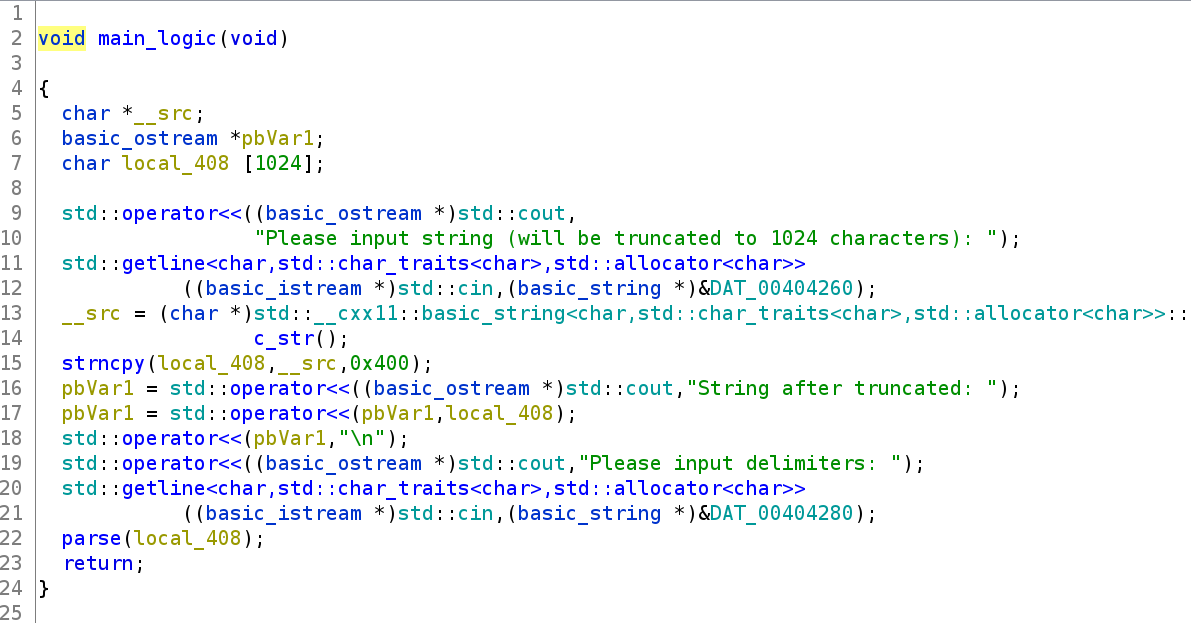 1
2 void main_logic(void)
3
4 {
5 char *__src;
6 basic_ostream *pbVar1;
7 char local_408 [1024];
8
9 std::operator<<((basic_ostream *)std::cout,
10 "Please input string (will be truncated to 1024 characters): ");
11 std::getline<char,std::char_traits<char>,std::allocator<char>>
12 ((basic_istream *)std::cin,(basic_string *)&DAT_00404260);
13 __src = (char *)std::__cxx11::basic_string<char,std::char_traits<char>,std::allocator<char>>::
14 c_str();
15 strncpy(local_408,__src,0x400);
16 pbVar1 = std::operator<<((basic_ostream *)std::cout,"String after truncated: ");
17 pbVar1 = std::operator<<(pbVar1,local_408);
18 std::operator<<(pbVar1,"\n");
19 std::operator<<((basic_ostream *)std::cout,"Please input delimiters: ");
20 std::getline<char,std::char_traits<char>,std::allocator<char>>
21 ((basic_istream *)std::cin,(basic_string *)&DAT_00404280);
22 parse(local_408);
23 return;
24 }
25